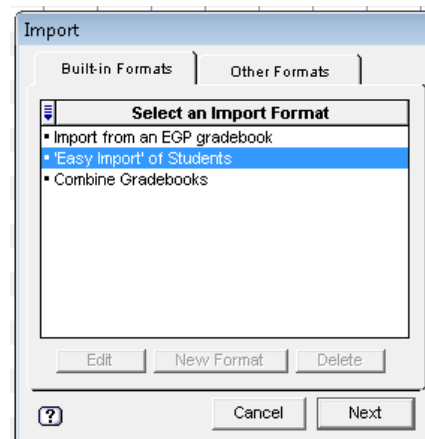 Import
Built-in Formats Other Formats
Select an Import Format
▪ Import from an EGP gradebook
▪ 'Easy Import' of Students
▪ Combine Gradebooks
Edit New Format Delete
? Cancel Next